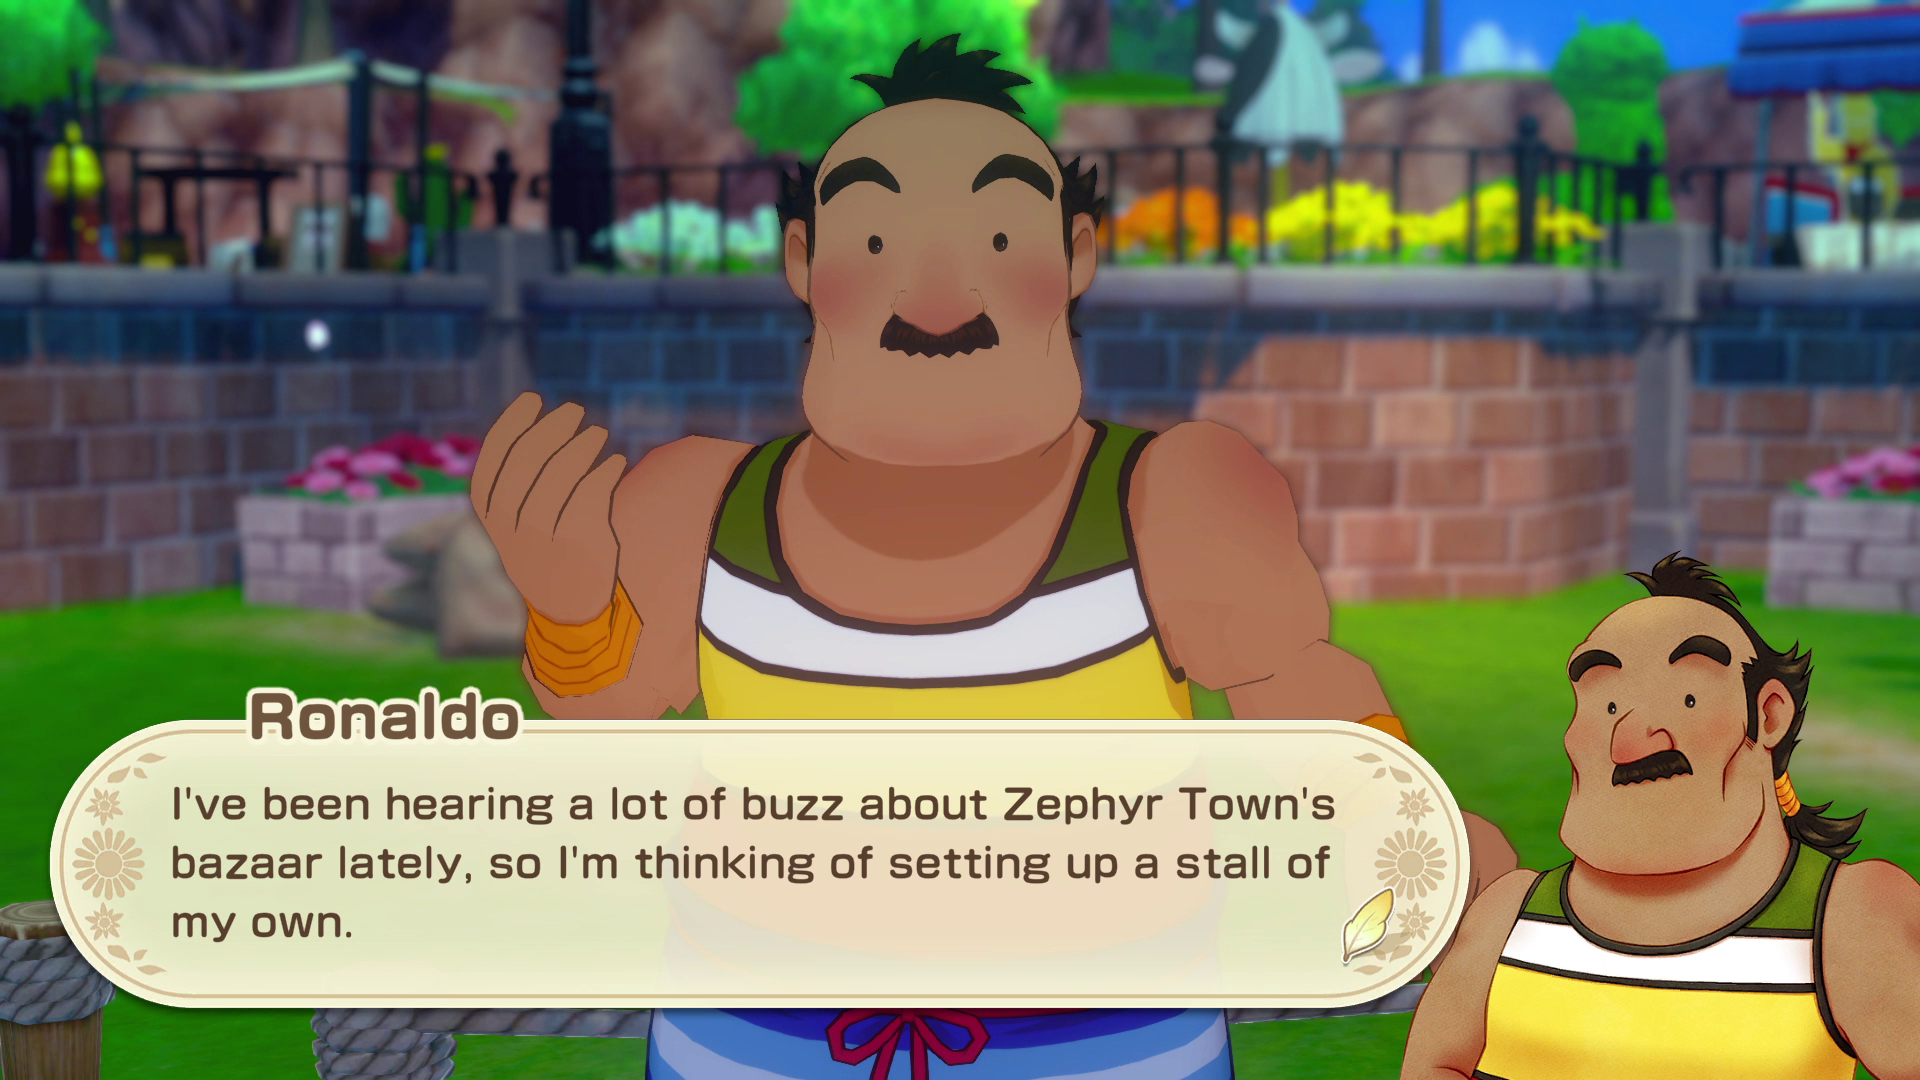 Ronaldo
I've been hearing a lot of buzz about Zephyr Town's
bazaar lately, so I'm thinking of setting up a stall of
my own.